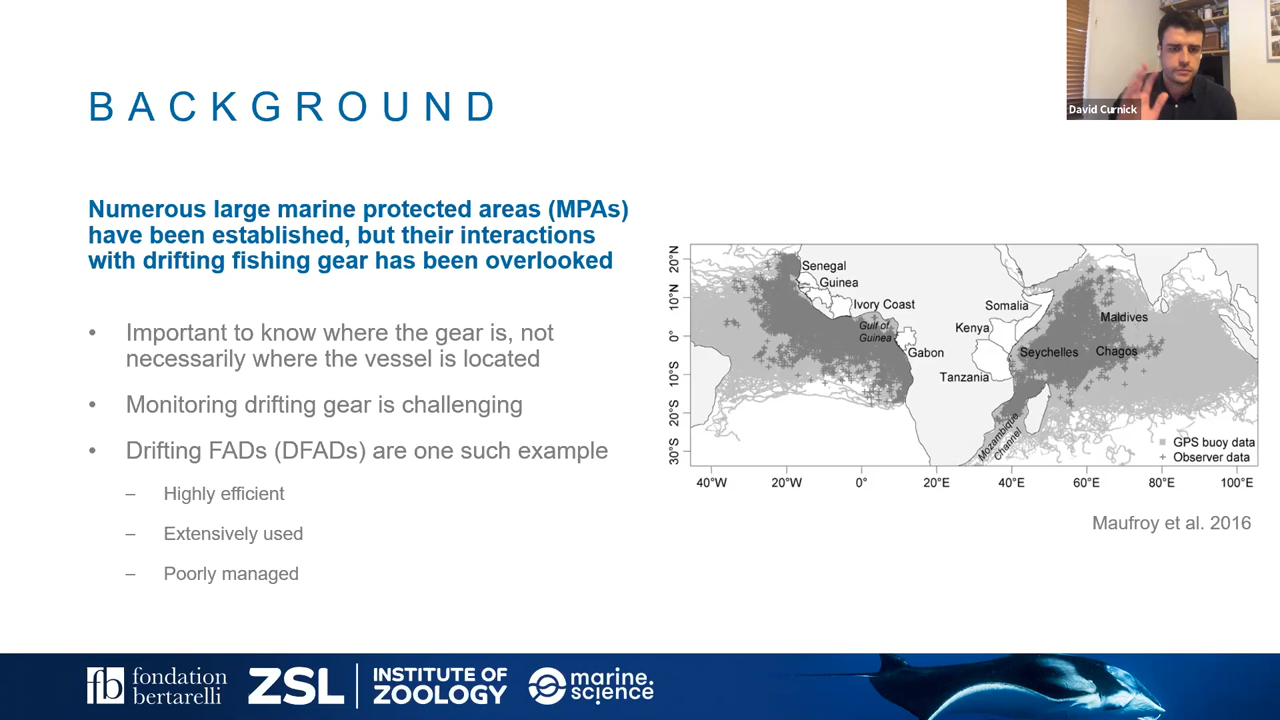 BACKGROUND
David Curnick
Numerous large marine protected areas (MPAs)
have been established, but their interactions
with drifting fishing gear has been overlooked
• Important to know where the gear is, not
necessarily where the vessel is located
• Monitoring drifting gear is challenging
• Drifting FADs (DFADs) are one such example
– Highly efficient
– Extensively used
– Poorly managed
20°N
10°N
0°
10°S
20°S
30°S
Senegal
Guinea
Ivory Coast
Gulf of
Guinea
Gabon
Somalia
Kenya
Tanzania
Seychelles
Maldives
Chagos
Mozambique
Channel
GPS buoy data
+ Observer data
40°W 20°W 0° 20°E 40°E 60°E 80°E 100°E
Maufroy et al. 2016
fb fondation
bertarelli
ZSL
INSTITUTE OF
ZOOLOGY
marine.
science